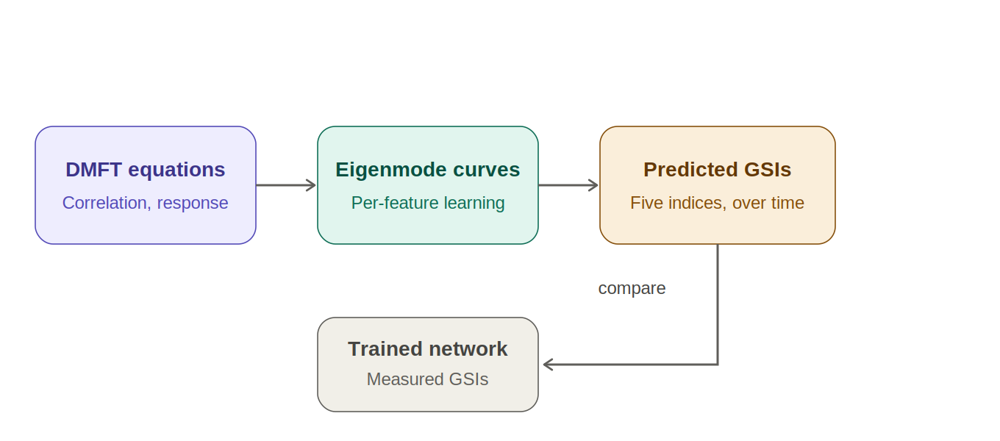 DMFT equations
Correlation, response
Eigenmode curves
Per-feature learning
Predicted GSIs
Five indices, over time
compare
Trained network
Measured GSIs